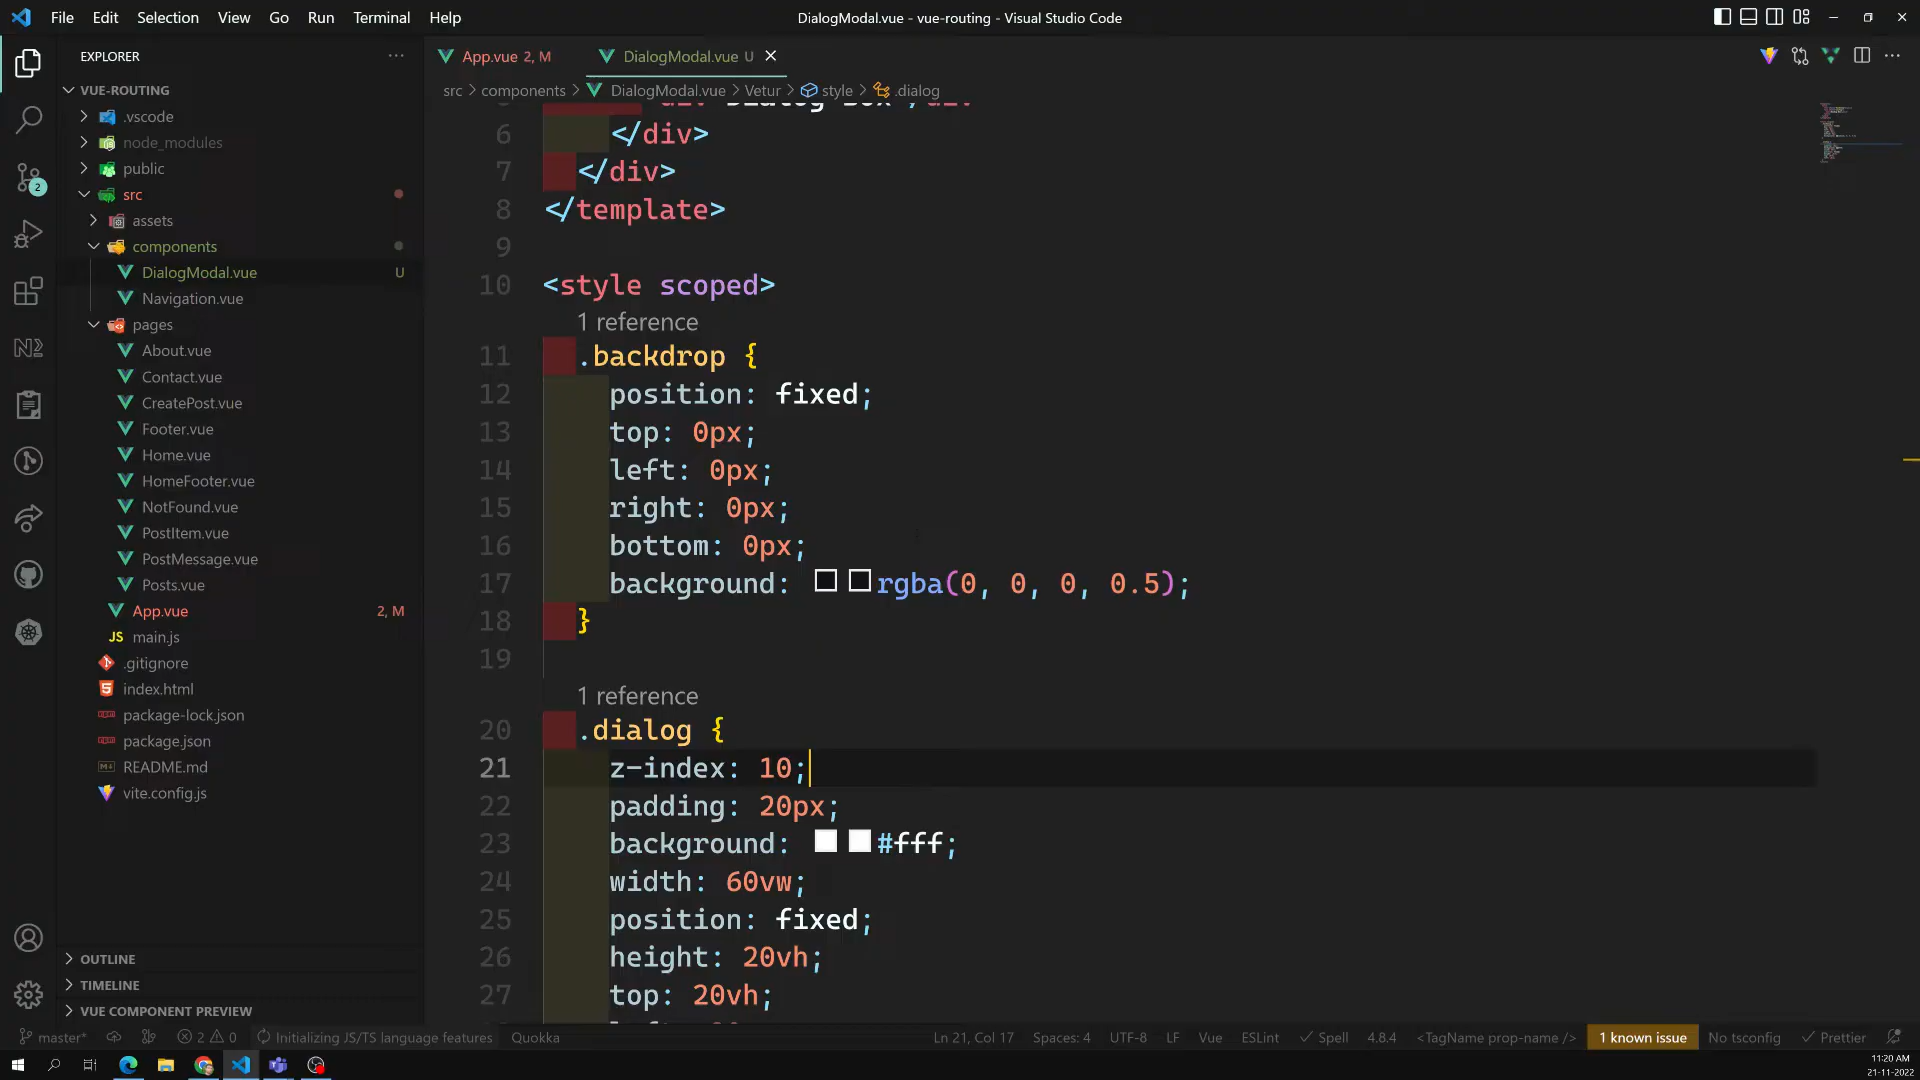 File Edit Selection View Go Run Terminal Help
DialogModal.vue - vue-routing - Visual Studio Code
EXPLORER
App.vue 2, M
DialogModal.vue U
src > components > DialogModal.vue > Vetur > style > .dialog
VUE-ROUTING
.vscode
node_modules
public
src
assets
components
DialogModal.vue U
Navigation.vue
pages
About.vue
Contact.vue
CreatePost.vue
Footer.vue
Home.vue
HomeFooter.vue
NotFound.vue
PostItem.vue
PostMessage.vue
Posts.vue
App.vue 2, M
JS main.js
.gitignore
index.html
package-lock.json
package.json
README.md
vite.config.js
OUTLINE
TIMELINE
VUE COMPONENT PREVIEW
2
6 </div>
7 </div>
8 </template>
9
10 <style scoped>
1 reference
11 .backdrop {
12 position: fixed;
13 top: 0px;
14 left: 0px;
15 right: 0px;
16 bottom: 0px;
17 background: rgba(0, 0, 0, 0.5);
18 }
19
1 reference
20 .dialog {
21 z-index: 10;
22 padding: 20px;
23 background: #fff;
24 width: 60vw;
25 position: fixed;
26 height: 20vh;
27 top: 20vh;
master* 2 0 Initializing JS/TS language features Quokka
Ln 21, Col 17 Spaces: 4 UTF-8 LF Vue ESLint Spell 4.8.4 <TagName prop-name /> 1 known issue No tsconfig Prettier
11:20 AM
21-11-2022